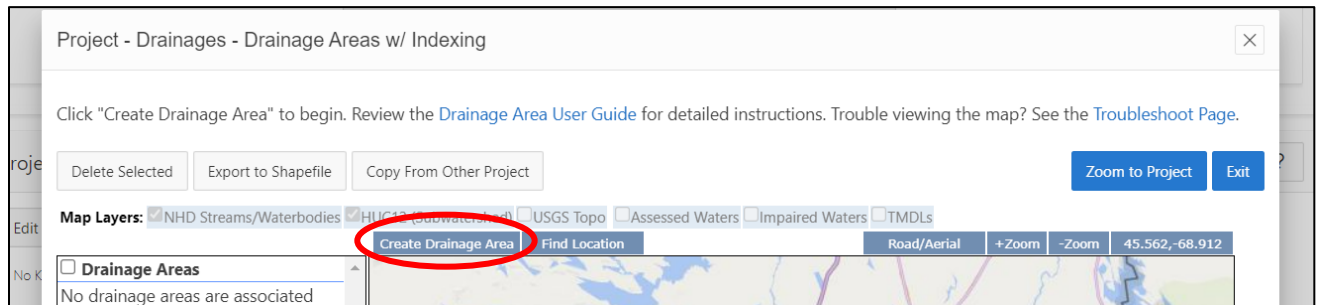 Project - Drainages - Drainage Areas w/ Indexing
Click "Create Drainage Area" to begin. Review the Drainage Area User Guide for detailed instructions. Trouble viewing the map? See the Troubleshoot Page.
roje
Delete Selected Export to Shapefile Copy From Other Project Zoom to Project Exit ?
Edit
Map Layers: NHD Streams/Waterbodies HUC12 (Subwatershed) USGS Topo Assessed Waters Impaired Waters TMDLs
Create Drainage Area Find Location Road/Aerial +Zoom -Zoom 45.562,-68.912
No K
Drainage Areas
No drainage areas are associated